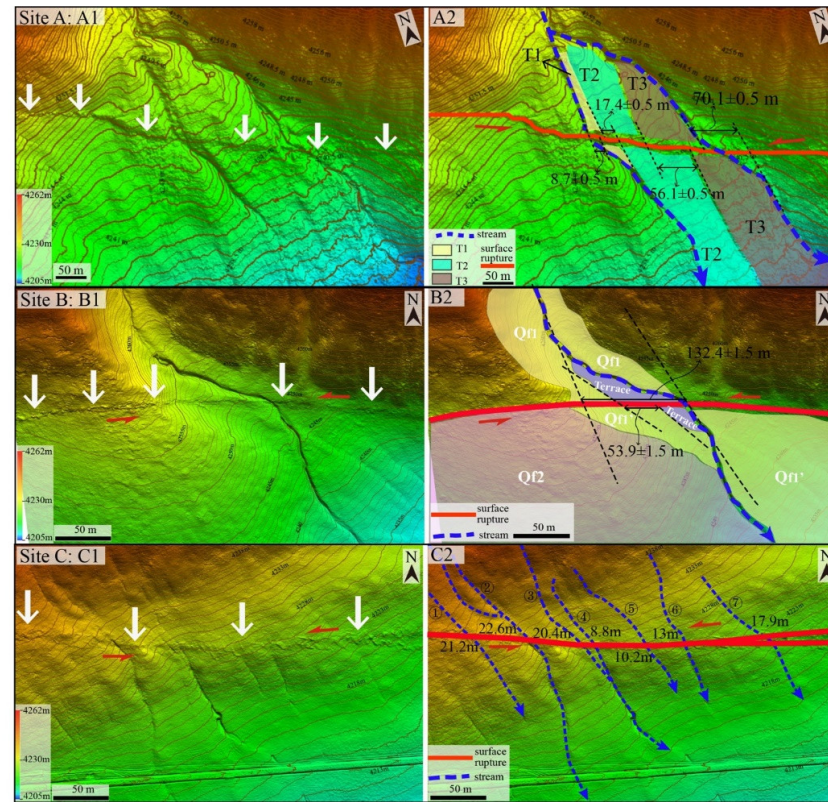 Site A: A1
N
4262m
4230m
4205m
50 m
A2
N
T1
T2
T3
17.4±0.5 m
70.1±0.5 m
8.7±0.5 m
56.1±0.5 m
T2
T3
stream
T1
T2
T3
surface
rupture
50 m
Site B: B1
N
4262m
4230m
4205m
50 m
B2
N
Qf1
Qf1
132.4±1.5 m
Terrace
Terrace
Qf1
53.9±1.5 m
Qf2
Qf1'
surface
rupture
stream
50 m
Site C: C1
N
4262m
4230m
4205m
50 m
C2
N
① ② ③ ④ ⑤ ⑥ ⑦
22.6m 20.4m 8.8m 13m 17.9m
21.2m 10.2m
surface
rupture
stream
50 m